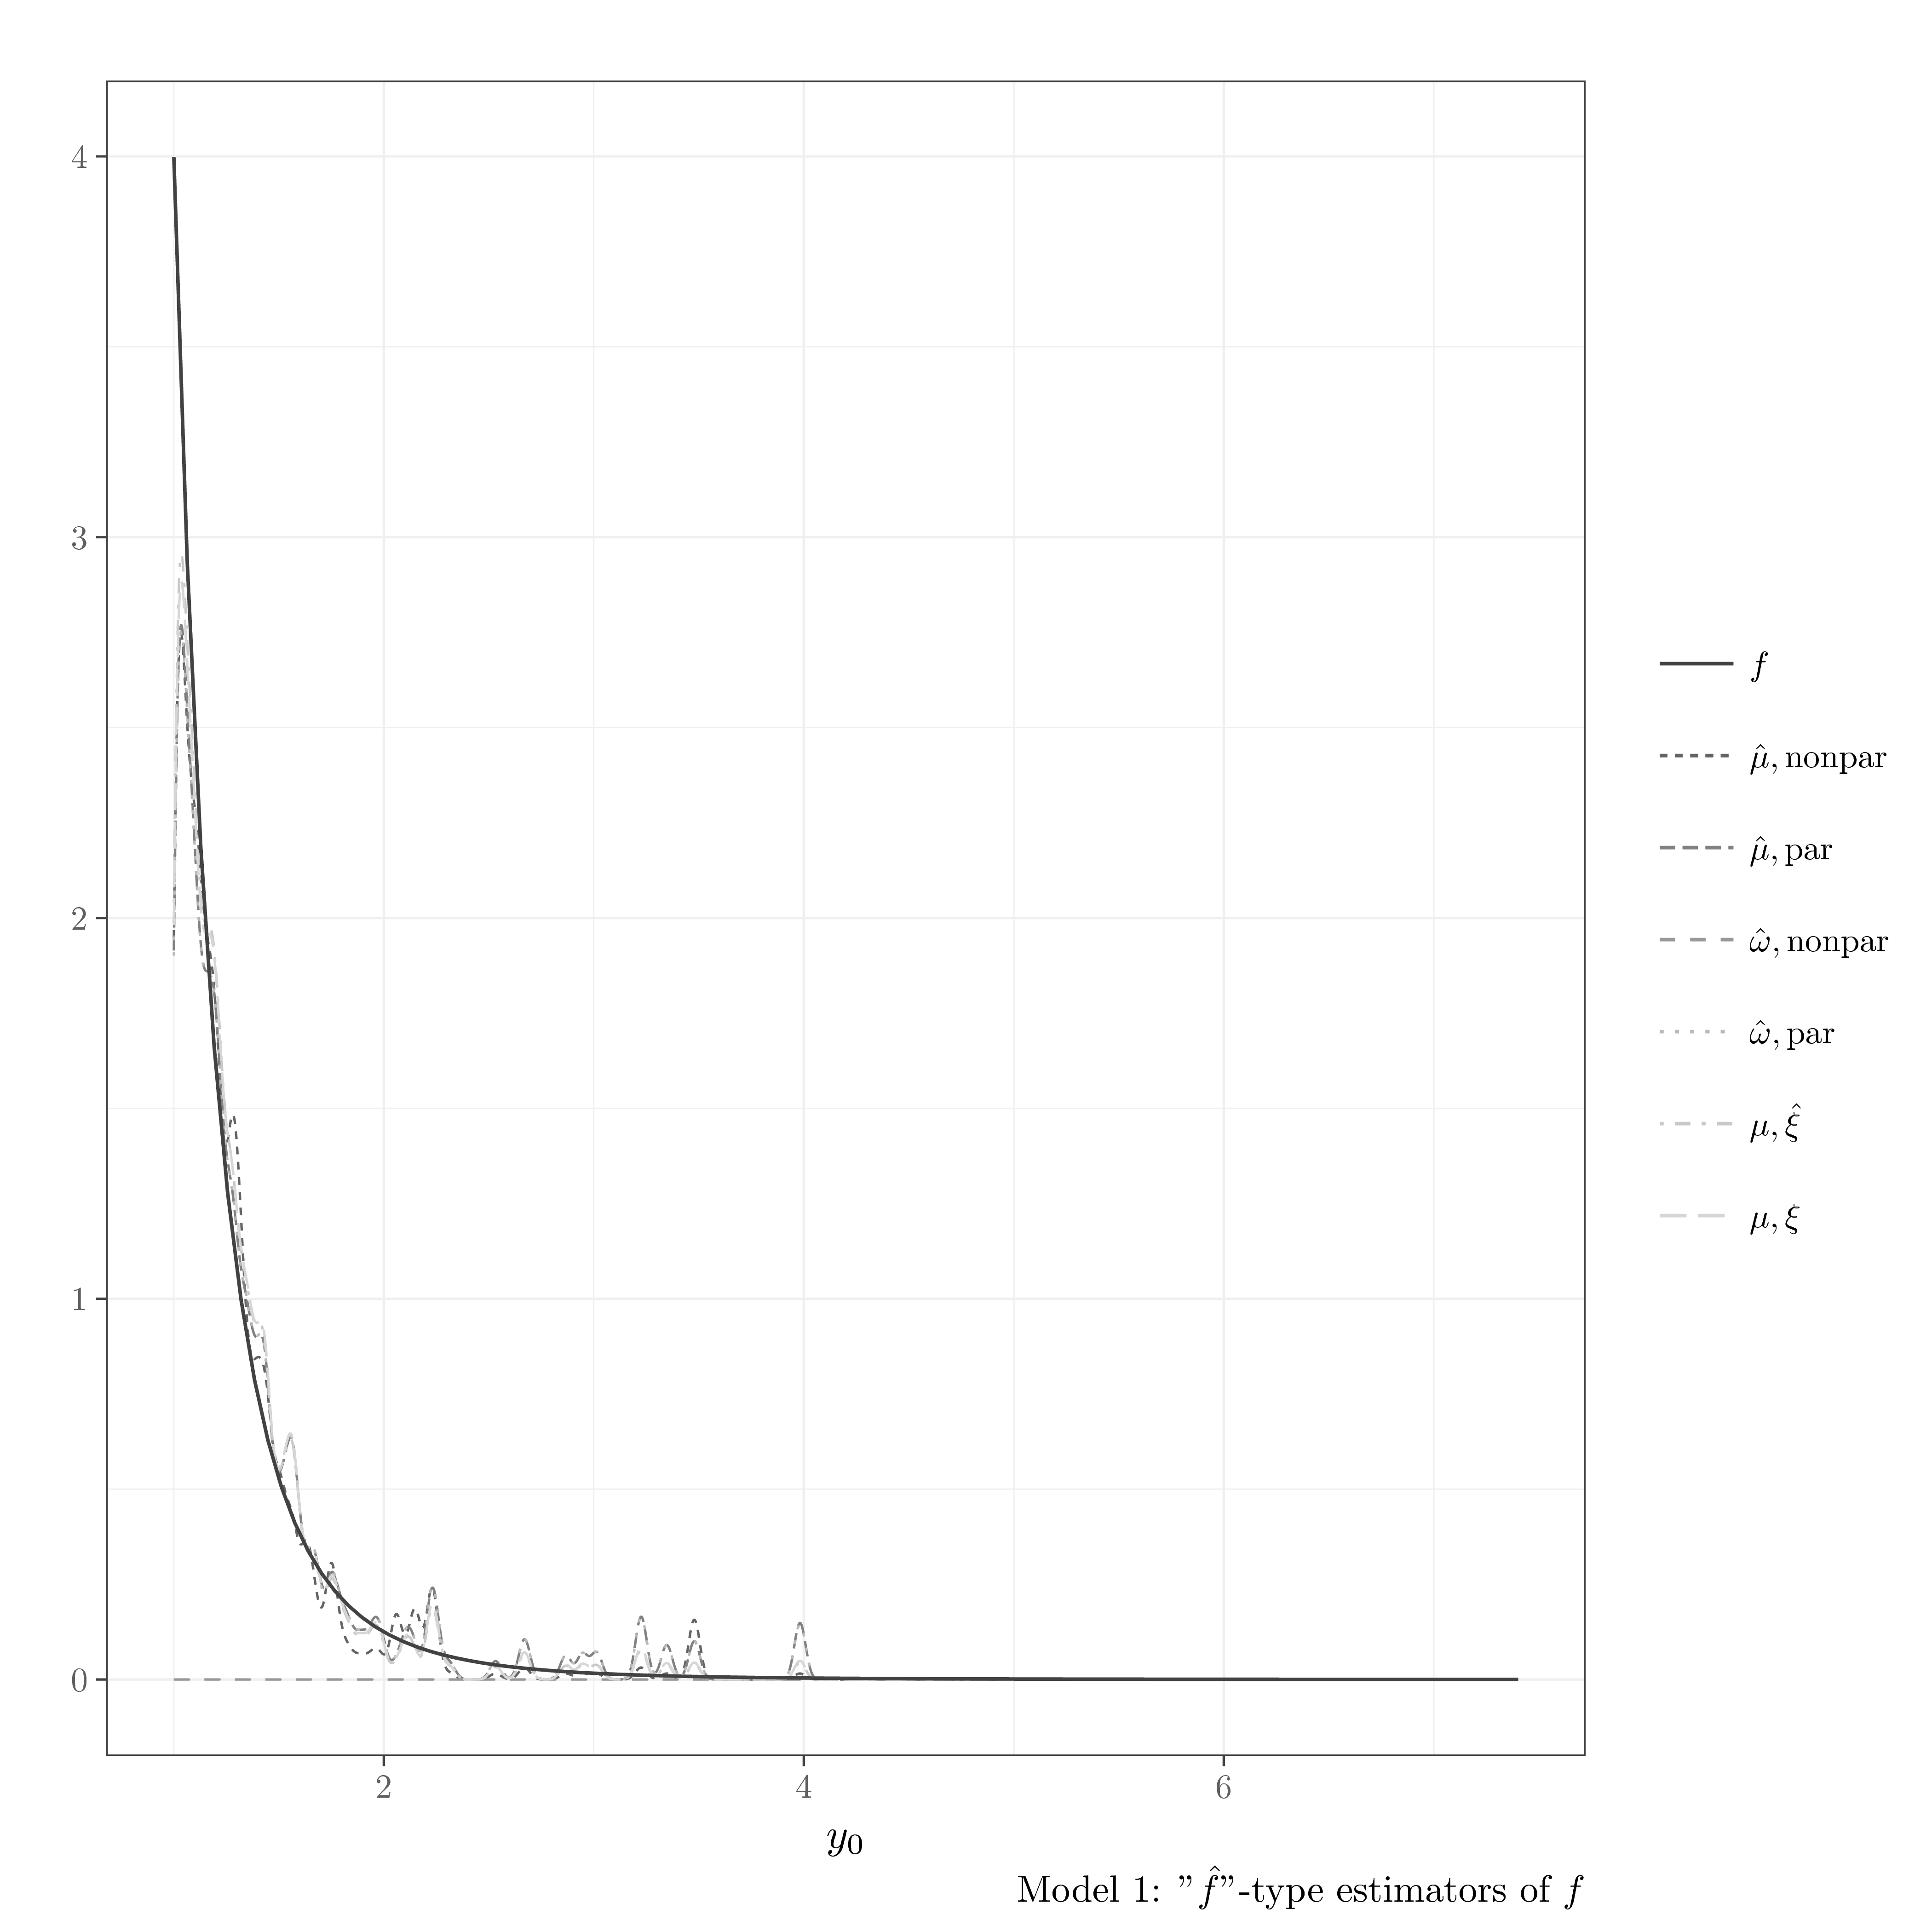 4
3
2
1
0
2
4
6
y₀
f
μ̂, nonpar
μ̂, par
ω̂, nonpar
ω̂, par
μ, ξ̂
μ, ξ
Model 1: ”f̂”-type estimators of f